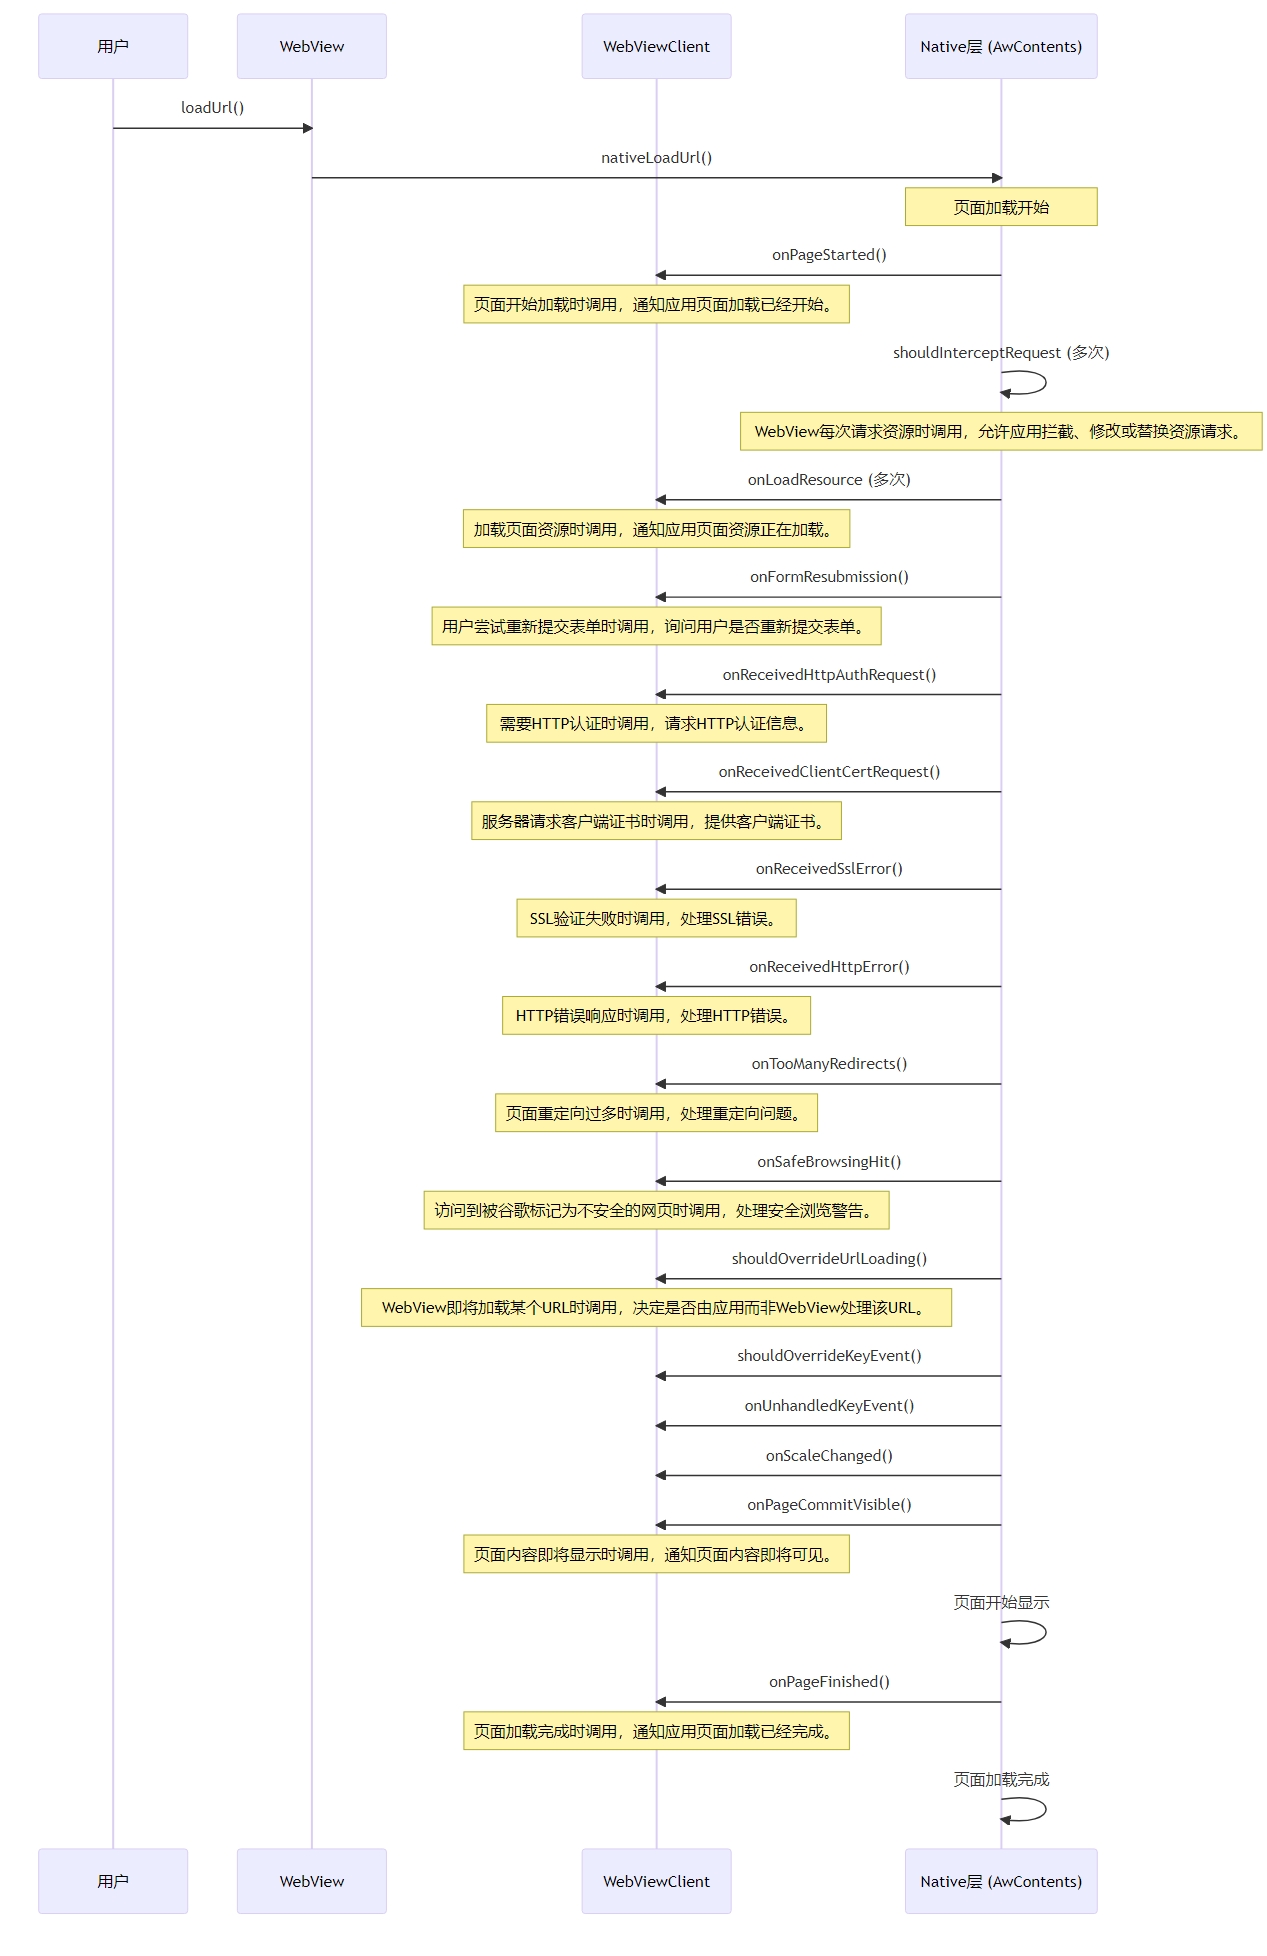 用户
WebView
WebViewClient
Native层 (AwContents)
loadUrl()
nativeLoadUrl()
页面加载开始
onPageStarted()
页面开始加载时调用，通知应用页面加载已经开始。
shouldInterceptRequest (多次)
WebView每次请求资源时调用，允许应用拦截、修改或替换资源请求。
onLoadResource (多次)
加载页面资源时调用，通知应用页面资源正在加载。
onFormResubmission()
用户尝试重新提交表单时调用，询问用户是否重新提交表单。
onReceivedHttpAuthRequest()
需要HTTP认证时调用，请求HTTP认证信息。
onReceivedClientCertRequest()
服务器请求客户端证书时调用，提供客户端证书。
onReceivedSslError()
SSL验证失败时调用，处理SSL错误。
onReceivedHttpError()
HTTP错误响应时调用，处理HTTP错误。
onTooManyRedirects()
页面重定向过多时调用，处理重定向问题。
onSafeBrowsingHit()
访问到被谷歌标记为不安全的网页时调用，处理安全浏览警告。
shouldOverrideUrlLoading()
WebView即将加载某个URL时调用，决定是否由应用而非WebView处理该URL。
shouldOverrideKeyEvent()
onUnhandledKeyEvent()
onScaleChanged()
onPageCommitVisible()
页面内容即将显示时调用，通知页面内容即将可见。
页面开始显示
onPageFinished()
页面加载完成时调用，通知应用页面加载已经完成。
页面加载完成
用户
WebView
WebViewClient
Native层 (AwContents)